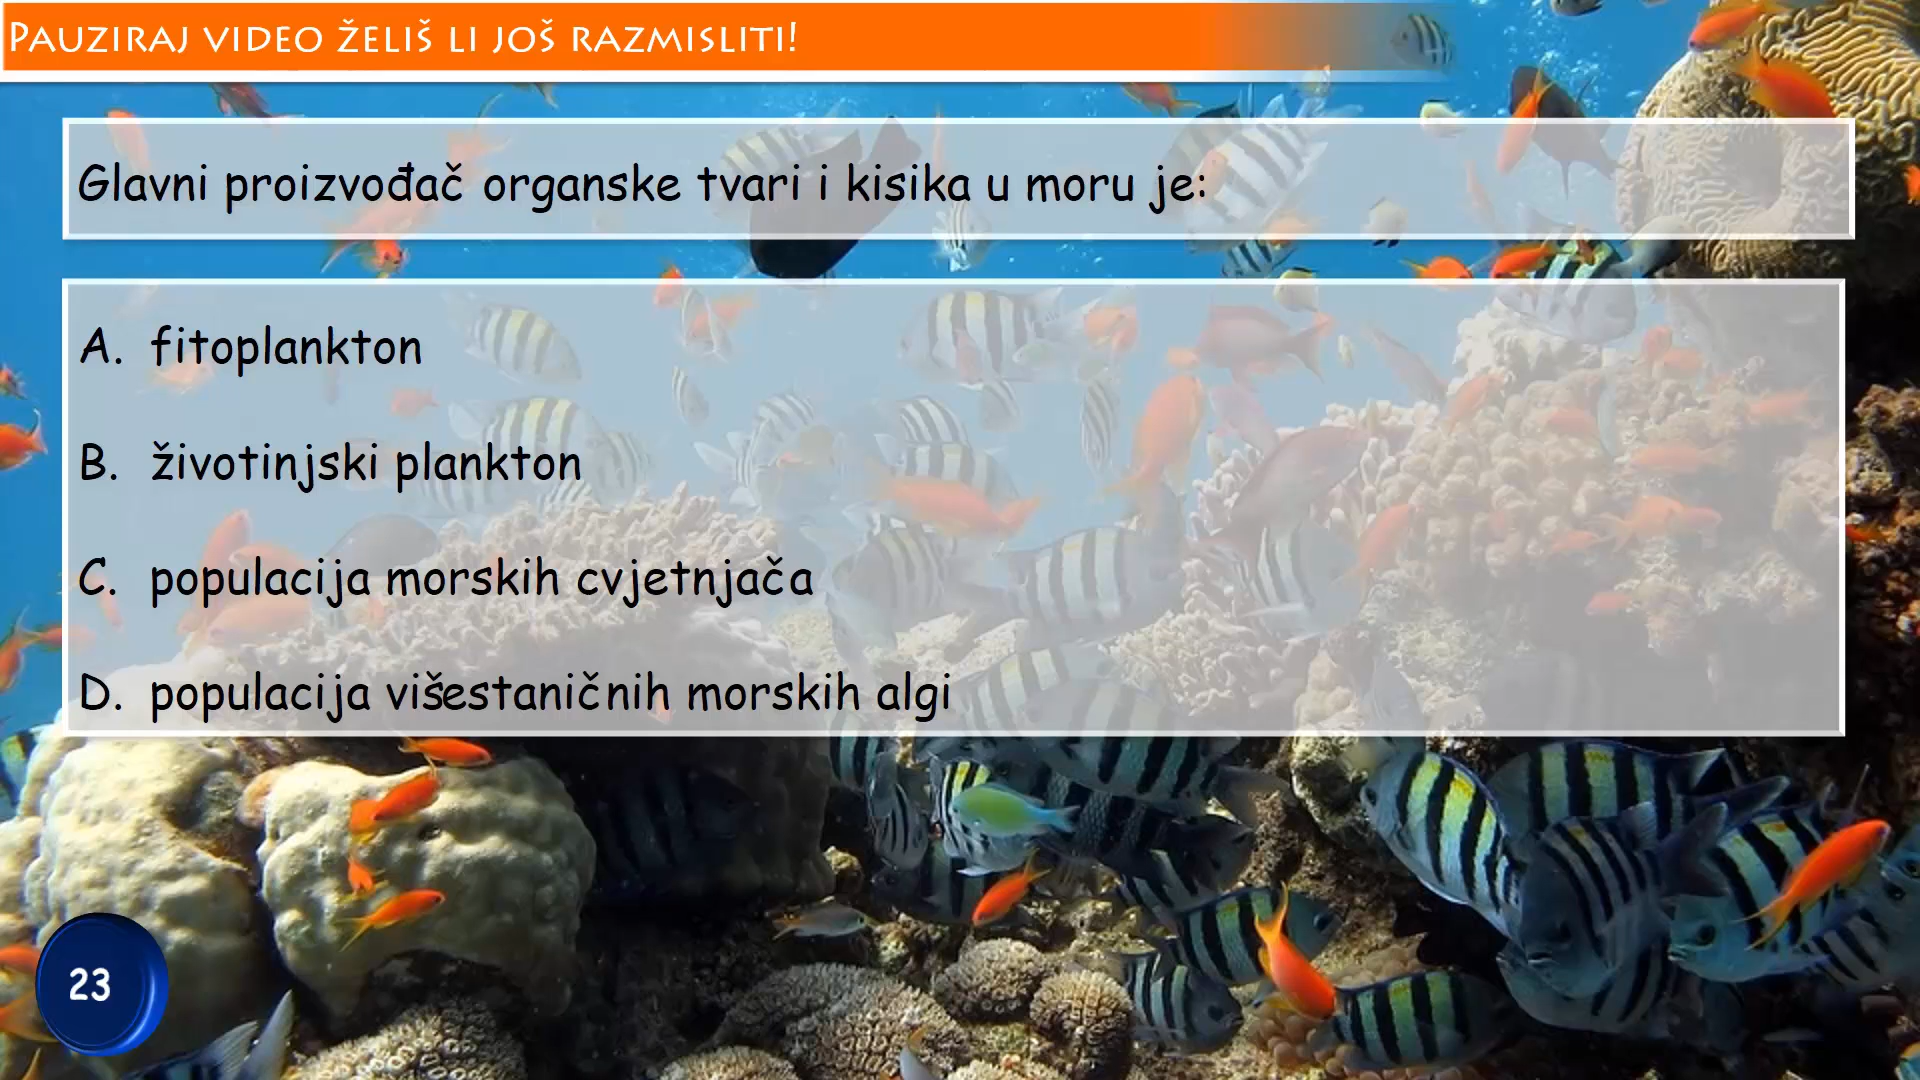 PAUZIRAJ VIDEO ŽELIŠ LI JOŠ RAZMISLITI!
Glavni proizvođač organske tvari i kisika u moru je:
A. fitoplankton
B. životinjski plankton
C. populacija morskih cvjetnjača
D. populacija višestaničnih morskih algi
23